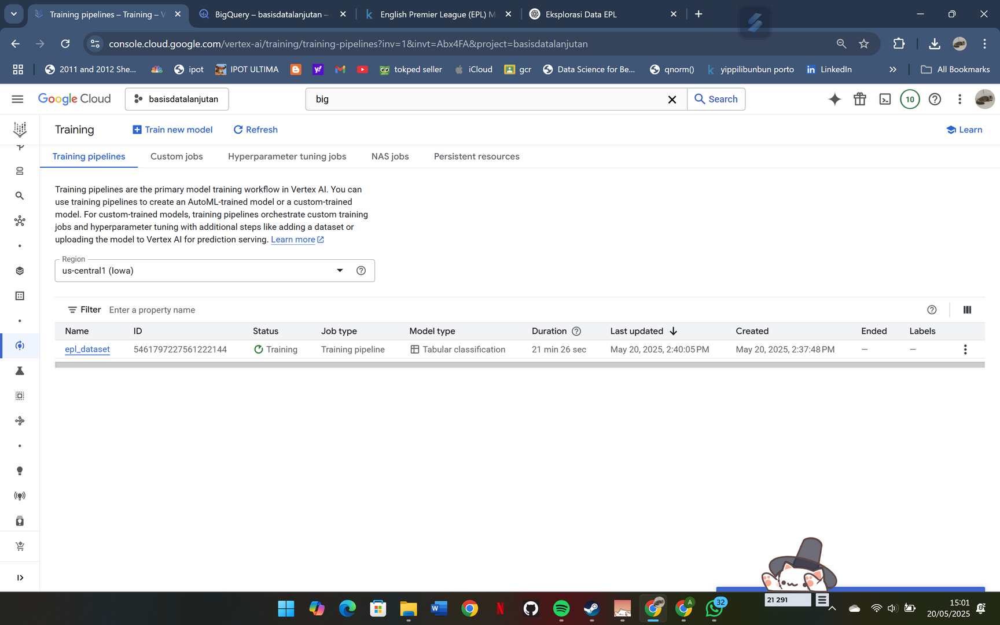 Training pipelines – Training – V
BigQuery – basisdatalanjutan –
English Premier League (EPL) M
Eksplorasi Data EPL
console.cloud.google.com/vertex-ai/training/training-pipelines?inv=1&invt=Abx4FA&project=basisdatalanjutan
2011 and 2012 She...
ipot
IPOT ULTIMA
tokped seller
iCloud
gcr
Data Science for Be...
qnorm()
yippilibunbun porto
LinkedIn
All Bookmarks
Google Cloud
basisdatalanjutan
big
Search
10
Training
Train new model
Refresh
Learn
Training pipelines
Custom jobs
Hyperparameter tuning jobs
NAS jobs
Persistent resources
Training pipelines are the primary model training workflow in Vertex AI. You can
use training pipelines to create an AutoML-trained model or a custom-trained
model. For custom-trained models, training pipelines orchestrate custom training
jobs and hyperparameter tuning with additional steps like adding a dataset or
uploading the model to Vertex AI for prediction serving. Learn more
Region
us-central1 (Iowa)
Filter Enter a property name
Name ID Status Job type Model type Duration Last updated Created Ended Labels
epl_dataset 5461797227561222144 Training Training pipeline Tabular classification 21 min 26 sec May 20, 2025, 2:40:05 PM May 20, 2025, 2:37:48 PM – –
21 291
32
15:01
20/05/2025